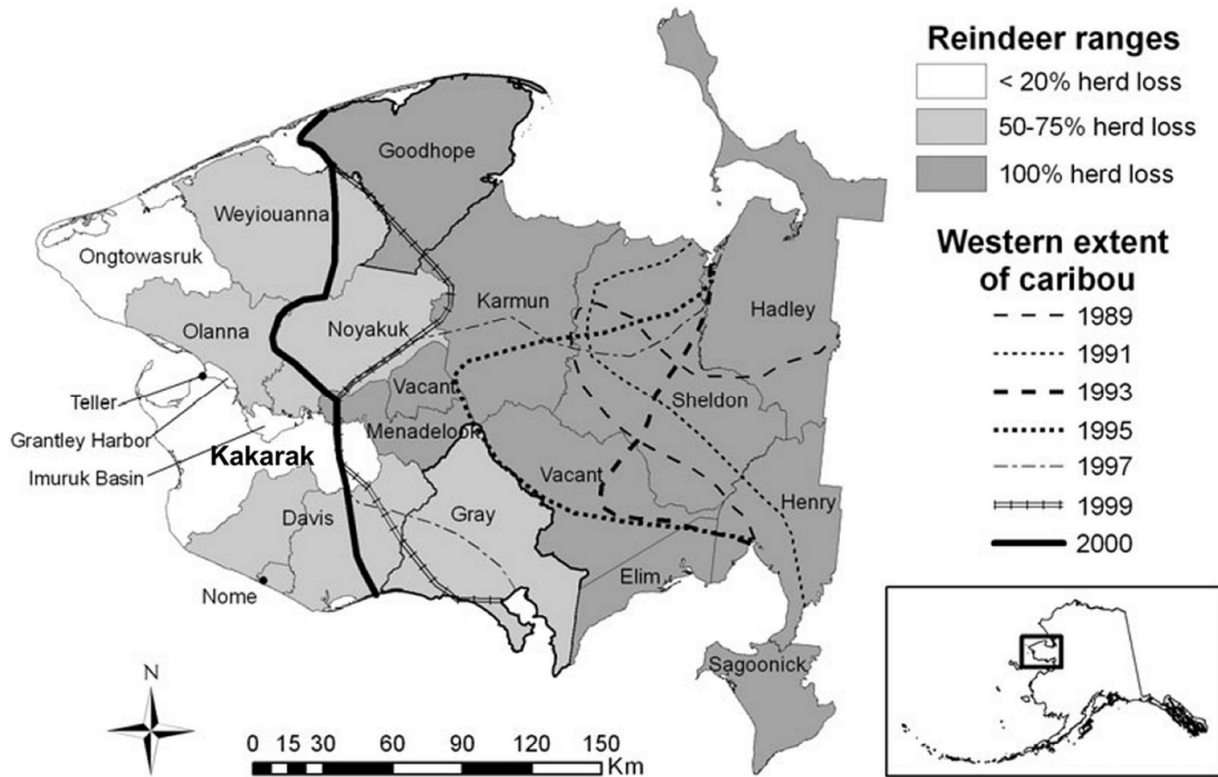 Reindeer ranges
< 20% herd loss
50-75% herd loss
100% herd loss
Western extent
of caribou
1989
1991
1993
1995
1997
1999
2000
Goodhope
Weyiouanna
Ongtowasruk
Karmun
Hadley
Olanna
Noyakuk
Teller
Vacant
Sheldon
Grantley Harbor
Menadelook
Imuruk Basin
Kakarak
Vacant
Henry
Davis
Gray
Nome
Elim
Sagoonick
N
0 15 30 60 90 120 150
Km